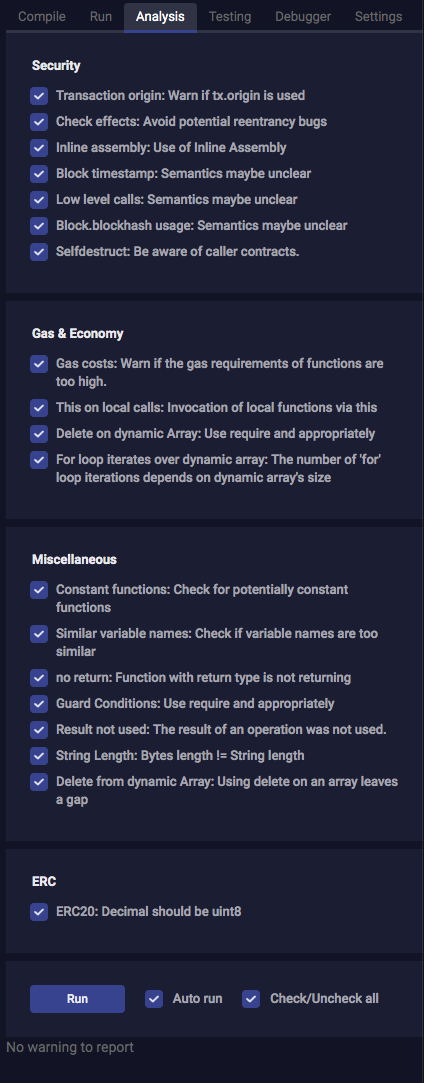 Compile Run Analysis Testing Debugger Settings
Security
Transaction origin: Warn if tx.origin is used
Check effects: Avoid potential reentrancy bugs
Inline assembly: Use of Inline Assembly
Block timestamp: Semantics maybe unclear
Low level calls: Semantics maybe unclear
Block.blockhash usage: Semantics maybe unclear
Selfdestruct: Be aware of caller contracts.
Gas & Economy
Gas costs: Warn if the gas requirements of functions are
too high.
This on local calls: Invocation of local functions via this
Delete on dynamic Array: Use require and appropriately
For loop iterates over dynamic array: The number of 'for'
loop iterations depends on dynamic array's size
Miscellaneous
Constant functions: Check for potentially constant
functions
Similar variable names: Check if variable names are too
similar
no return: Function with return type is not returning
Guard Conditions: Use require and appropriately
Result not used: The result of an operation was not used.
String Length: Bytes length != String length
Delete from dynamic Array: Using delete on an array leaves
a gap
ERC
ERC20: Decimal should be uint8
Run Auto run Check/Uncheck all
No warning to report